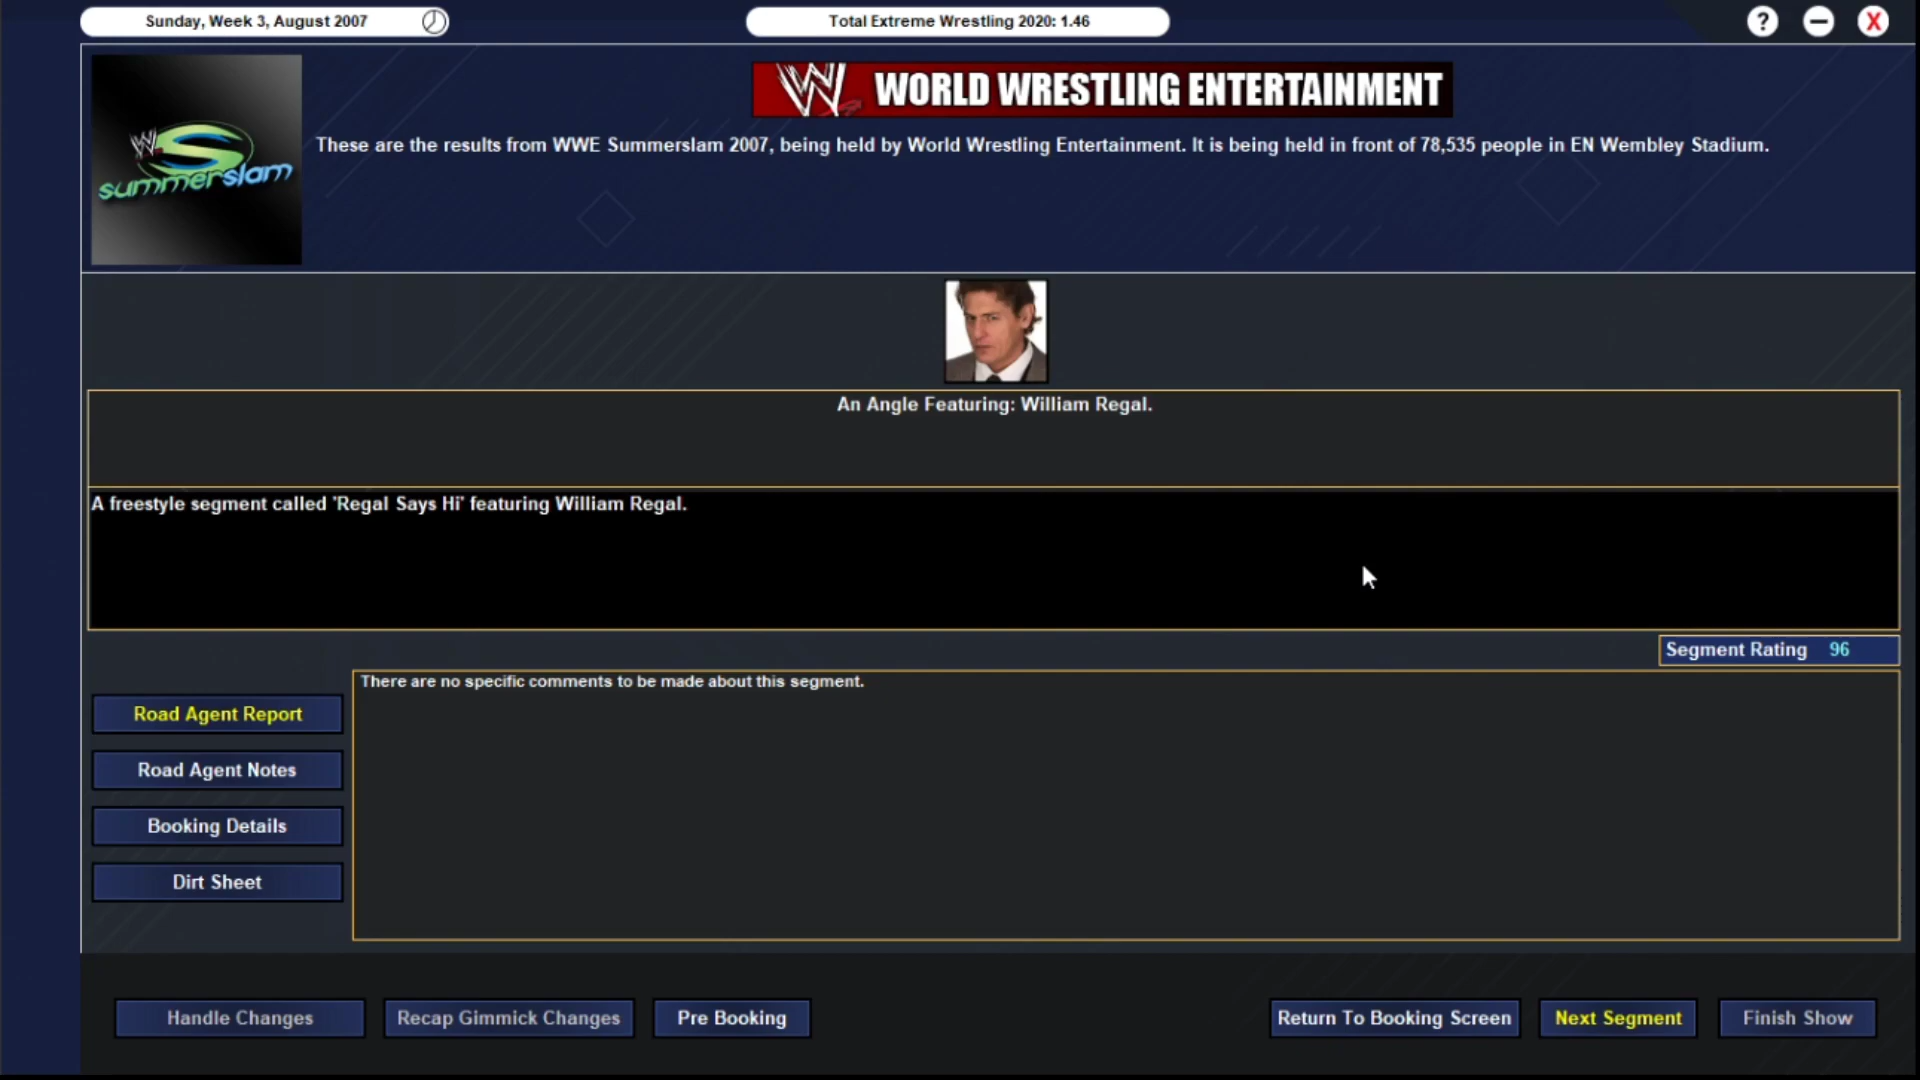 Sunday, Week 3, August 2007
Total Extreme Wrestling 2020: 1.46
?
X
W
WORLD WRESTLING ENTERTAINMENT
W
summerslam
These are the results from WWE Summerslam 2007, being held by World Wrestling Entertainment. It is being held in front of 78,535 people in EN Wembley Stadium.
An Angle Featuring: William Regal.
A freestyle segment called 'Regal Says Hi' featuring William Regal.
Segment Rating 96
There are no specific comments to be made about this segment.
Road Agent Report
Road Agent Notes
Booking Details
Dirt Sheet
Handle Changes
Recap Gimmick Changes
Pre Booking
Return To Booking Screen
Next Segment
Finish Show